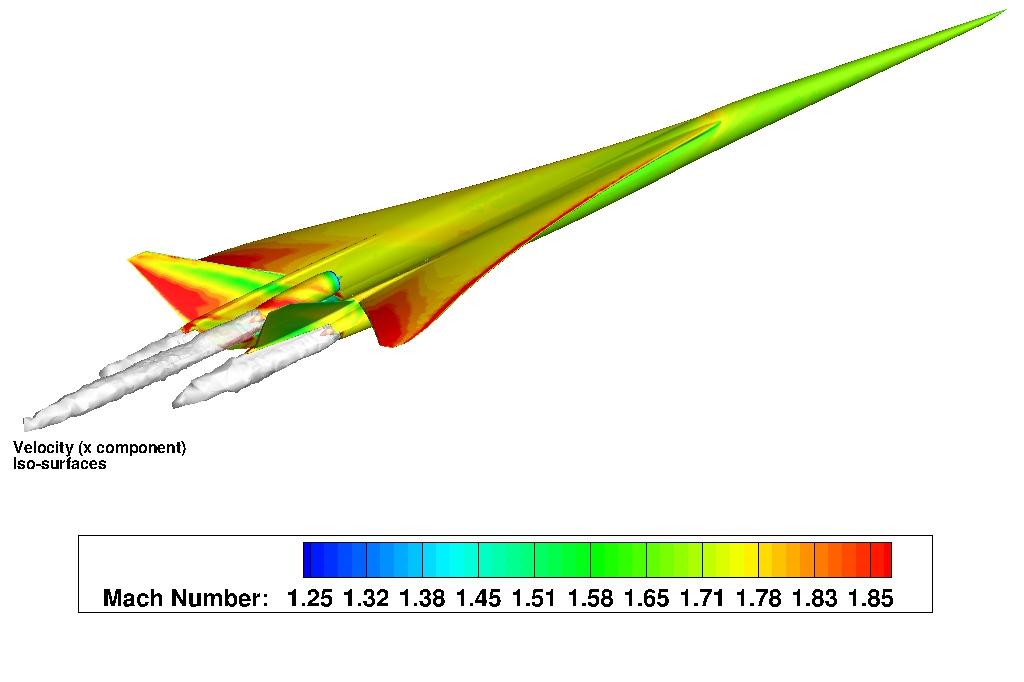 Velocity (x component)
Iso-surfaces
Mach Number: 1.25 1.32 1.38 1.45 1.51 1.58 1.65 1.71 1.78 1.83 1.85